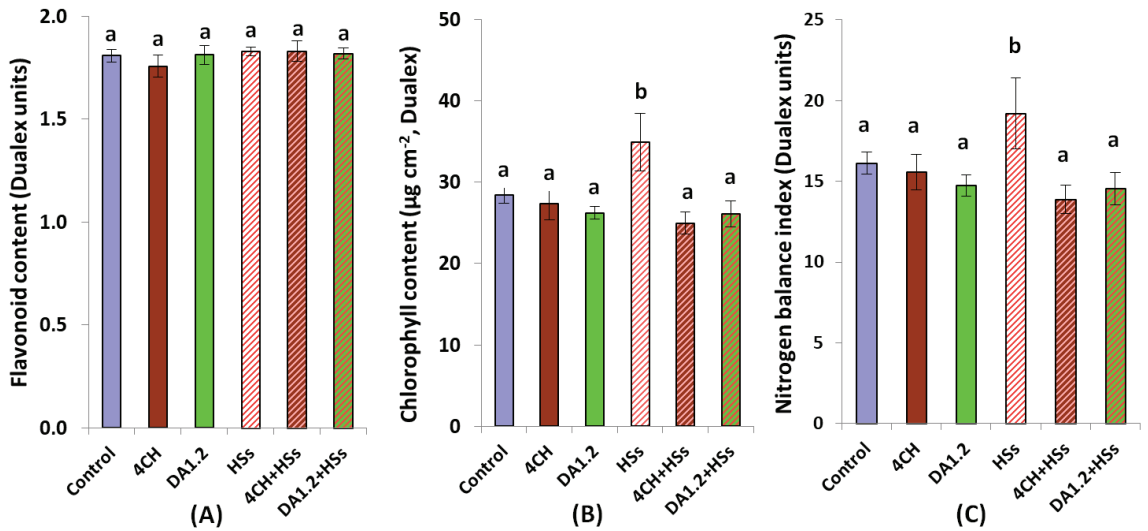 Flavonoid content (Dualex units)
2.0
1.5
1.0
0.5
0.0
a a a a a a
Control 4CH DA1.2 HSs 4CH+HSs DA1.2+HSs
(A)
Chlorophyll content (µg cm-2, Dualex)
50
40
30
20
10
0
a a a b a a
Control 4CH DA1.2 HSs 4CH+HSs DA1.2+HSs
(B)
Nitrogen balance index (Dualex units)
25
20
15
10
5
0
a a a b a a
Control 4CH DA1.2 HSs 4CH+HSs DA1.2+HSs
(C)